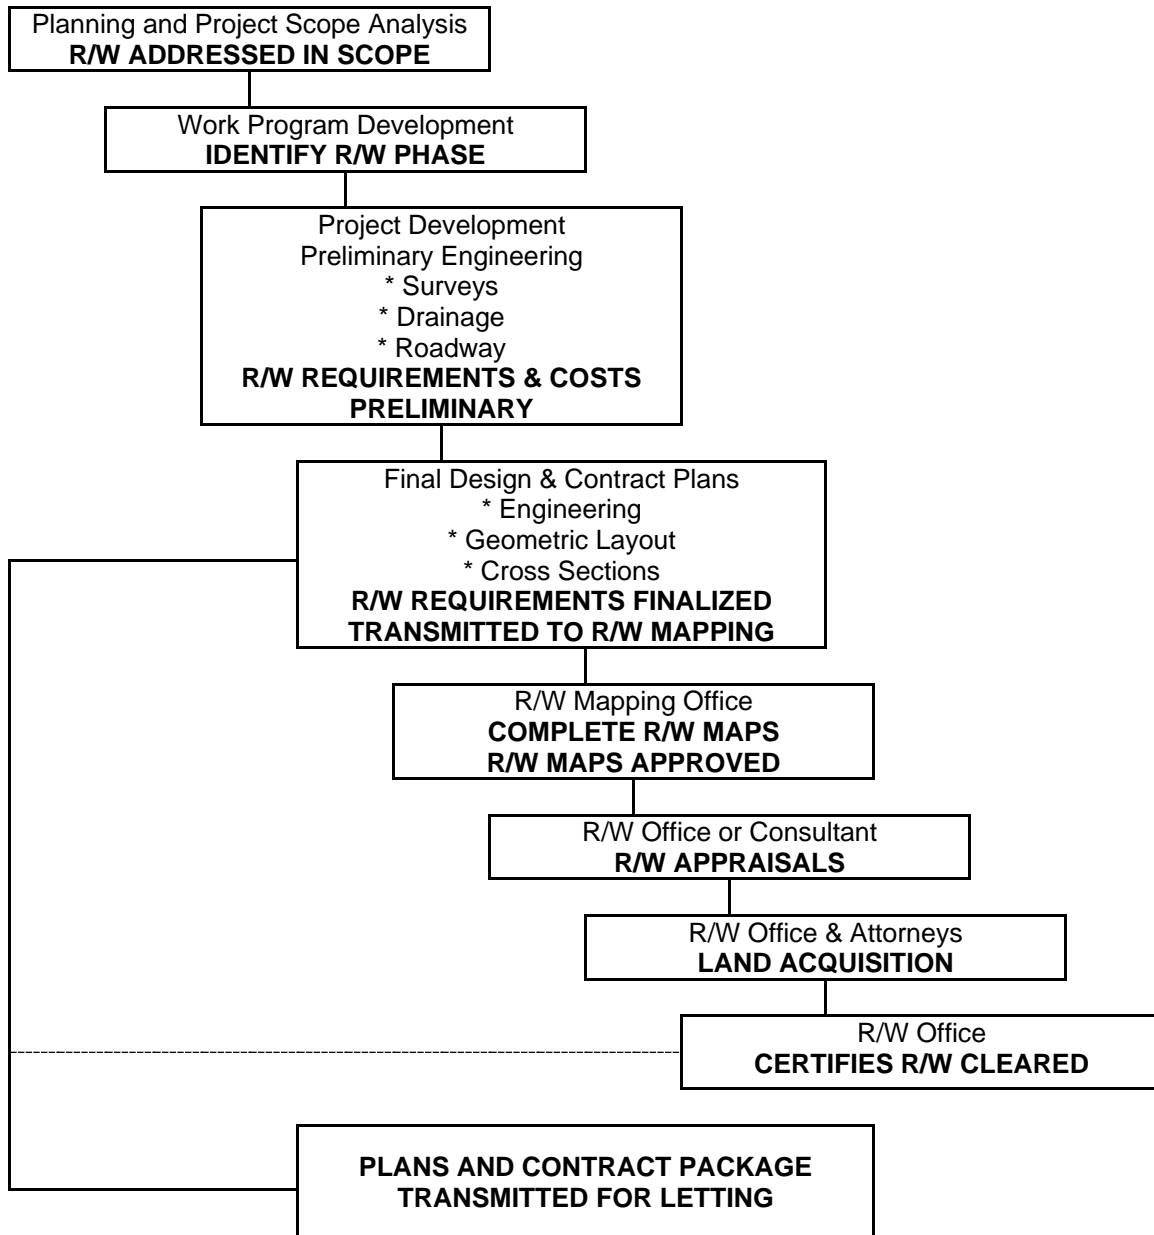 Planning and Project Scope Analysis
R/W ADDRESSED IN SCOPE
Work Program Development
IDENTIFY R/W PHASE
Project Development
Preliminary Engineering
* Surveys
* Drainage
* Roadway
R/W REQUIREMENTS & COSTS
PRELIMINARY
Final Design & Contract Plans
* Engineering
* Geometric Layout
* Cross Sections
R/W REQUIREMENTS FINALIZED
TRANSMITTED TO R/W MAPPING
R/W Mapping Office
COMPLETE R/W MAPS
R/W MAPS APPROVED
R/W Office or Consultant
R/W APPRAISALS
R/W Office & Attorneys
LAND ACQUISITION
R/W Office
CERTIFIES R/W CLEARED
PLANS AND CONTRACT PACKAGE
TRANSMITTED FOR LETTING